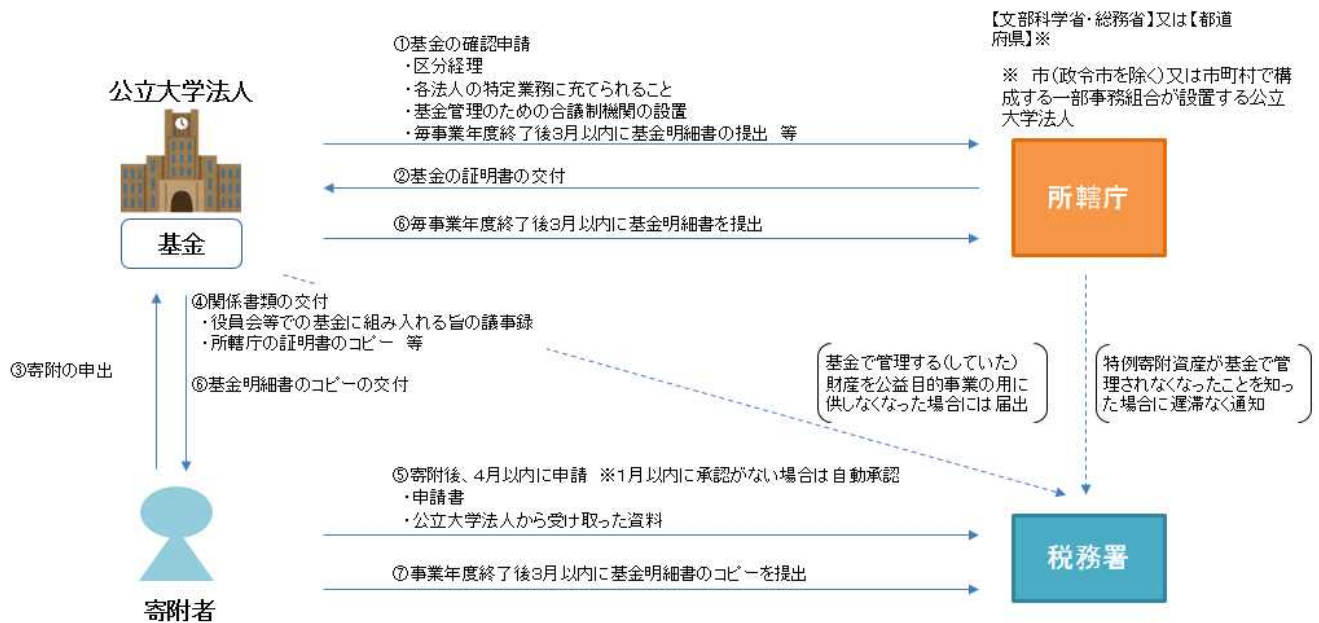 公立大学法人
基金
①基金の確認申請
・区分経理
・各法人の特定業務に充てられること
・基金管理のための合議制機関の設置
・毎事業年度終了後3月以内に基金明細書の提出 等
②基金の証明書の交付
⑥毎事業年度終了後3月以内に基金明細書を提出
【文部科学省・総務省】又は【都道
府県】※
※ 市(政令市を除く)又は市町村で構
成する一部事務組合が設置する公立
大学法人
所轄庁
③寄附の申出
④関係書類の交付
・役員会等での基金に組み入れる旨の議事録
・所轄庁の証明書のコピー 等
⑥基金明細書のコピーの交付
基金で管理する(していた)
財産を公益目的事業の用に
供しなくなった場合には届出
特例寄附資産が基金で管
理されなくなったことを知っ
た場合に遅滞なく通知
寄附者
⑤寄附後、4月以内に申請 ※1月以内に承認がない場合は自動承認
・申請書
・公立大学法人から受け取った資料
⑦事業年度終了後3月以内に基金明細書のコピーを提出
税務署